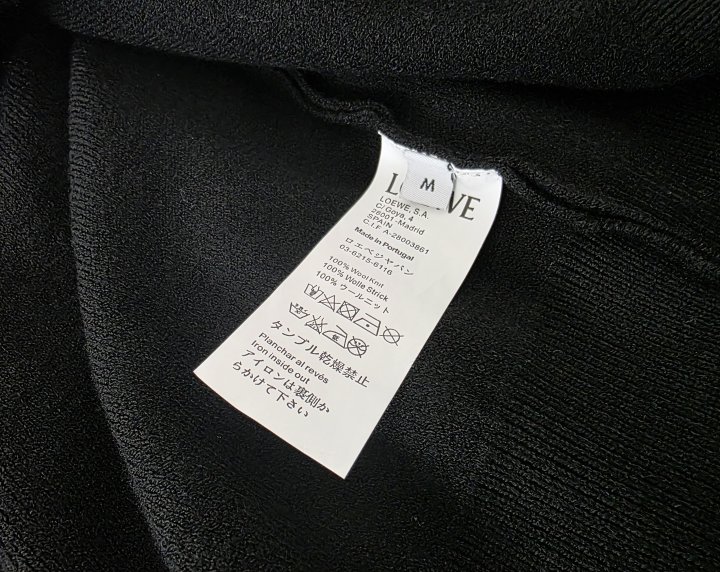 M
LOEWE
LOEWE, S.A.
C/ Goya, 4
28001-Madrid
SPAIN
C.I.F. A-28003861
Made in Portugal
ロエベジャパン
03-6215-6116
100% Wool Knit
100% Wolle Strick
100% ウールニット
タンブル乾燥禁止
Planchar al revés
Iron inside out
アイロンは裏側か
らかけて下さい